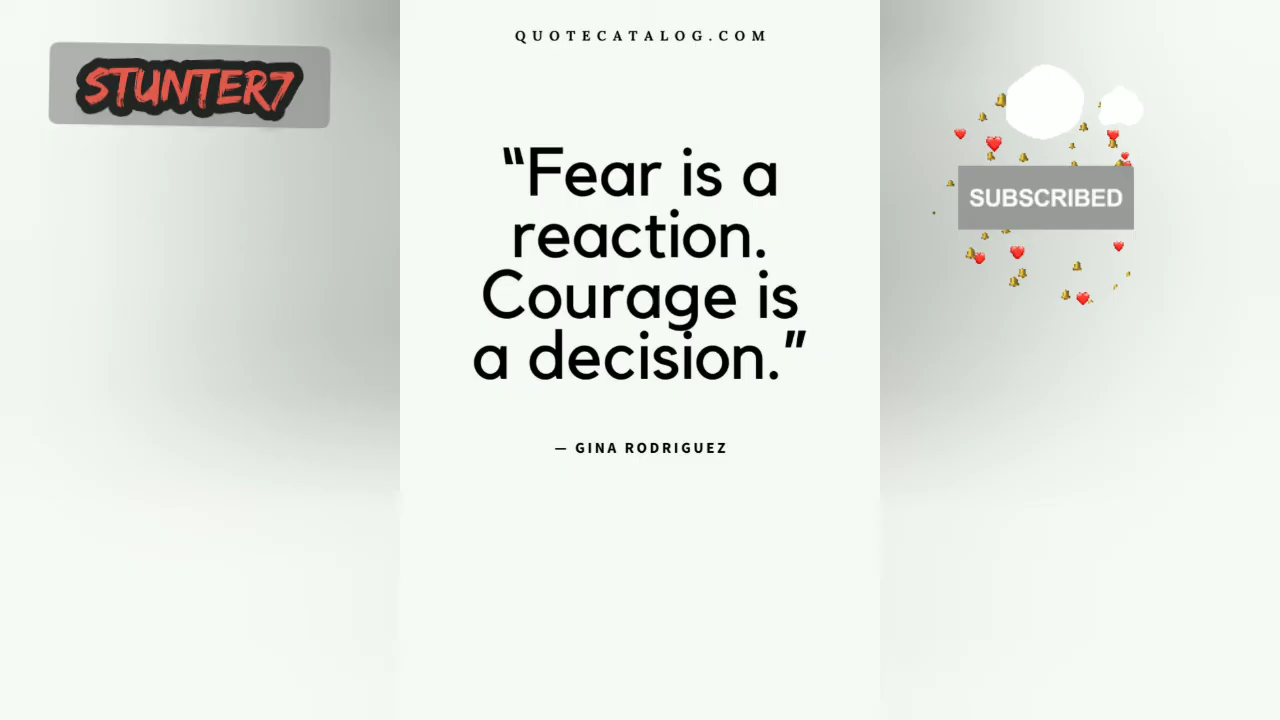 QUOTECATALOG.COM
STUNTER7
SUBSCRIBED
“Fear is a
reaction.
Courage is
a decision.”
— GINA RODRIGUEZ